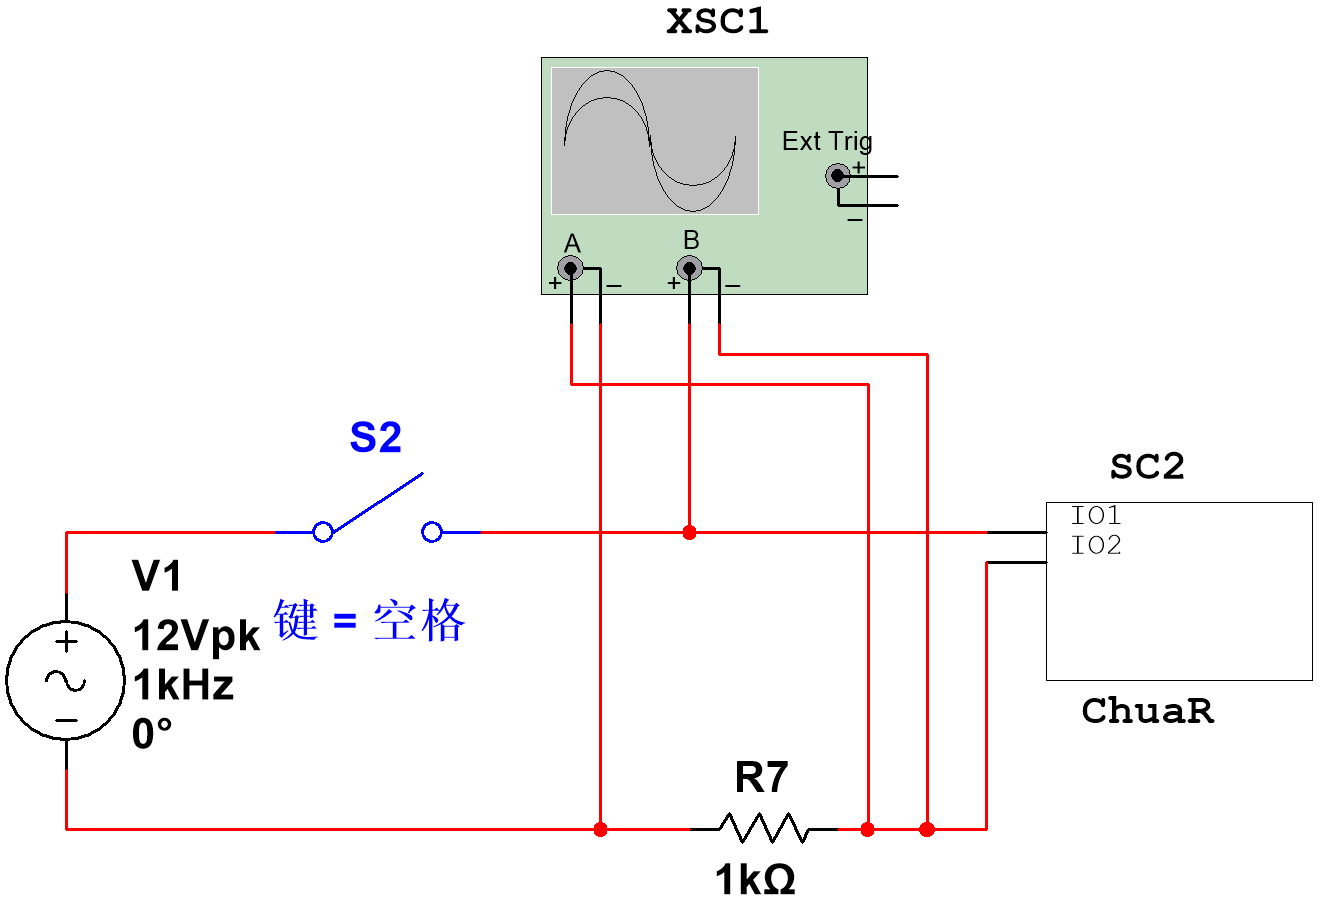 XSC1
Ext Trig
+
–
A
B
+
–
+
–
S2
键 = 空格
V1
12Vpk
1kHz
0°
+
–
SC2
IO1
IO2
ChuaR
R7
1kΩ